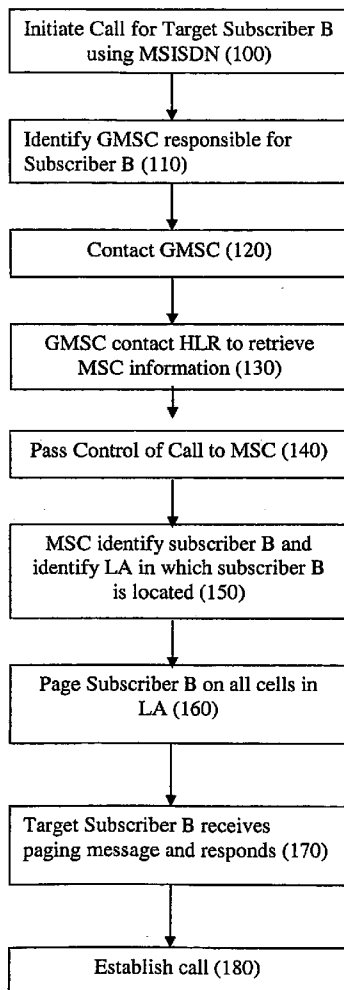 Initiate Call for Target Subscriber B
using MSISDN (100)
Identify GMSC responsible for
Subscriber B (110)
Contact GMSC (120)
GMSC contact HLR to retrieve
MSC information (130)
Pass Control of Call to MSC (140)
MSC identify subscriber B and
identify LA in which subscriber B
is located (150)
Page Subscriber B on all cells in
LA (160)
Target Subscriber B receives
paging message and responds (170)
Establish call (180)